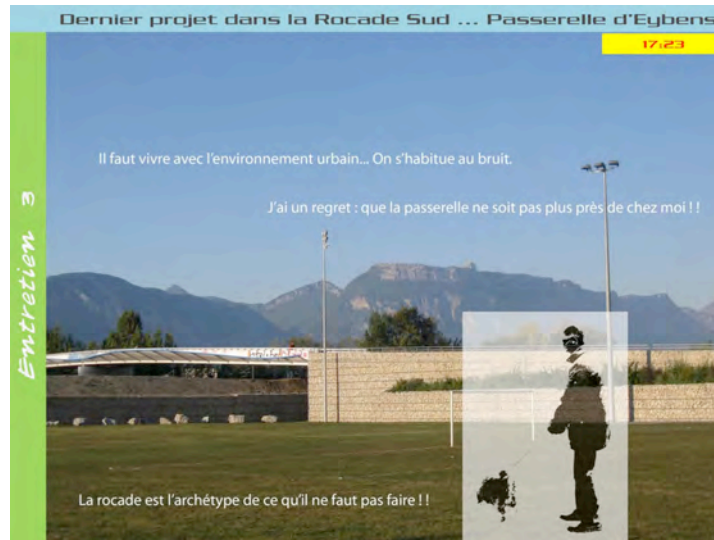 Dernier projet dans la Rocade Sud ... Passerelle d'Eybens
17:23
Il faut vivre avec l'environnement urbain... On s'habitue au bruit.
J'ai un regret : que la passerelle ne soit pas plus près de chez moi ! !
Entretien 3
La rocade est l'archétype de ce qu'il ne faut pas faire ! !